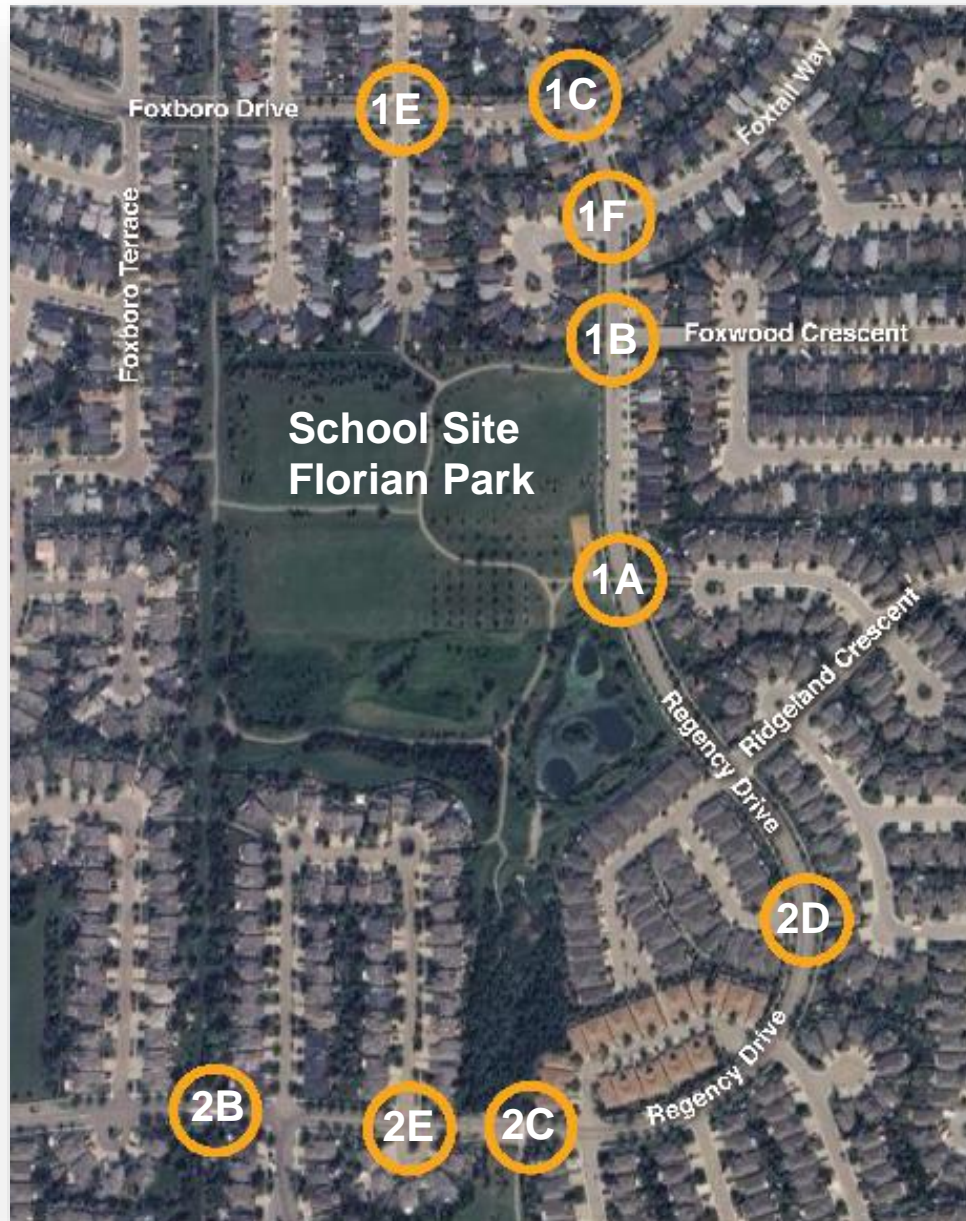 1E
1C
Foxboro Drive
Foxtail Way
1F
Foxboro Terrace
1B
Foxwood Crescent
School Site
Florian Park
1A
Regency Drive
Ridgeland Crescent
2D
Regency Drive
2B
2E
2C